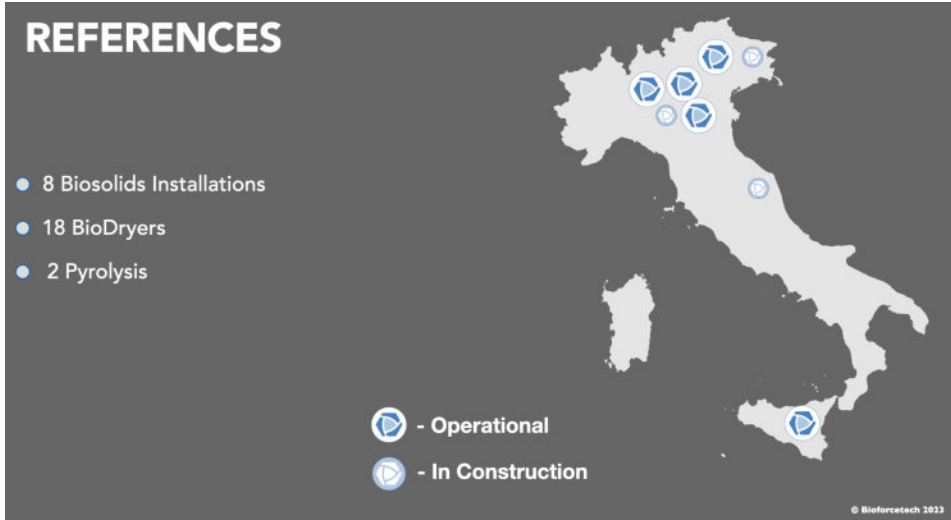 REFERENCES
8 Biosolids Installations
18 BioDryers
2 Pyrolysis
- Operational
- In Construction
© Bioforcetech 2023